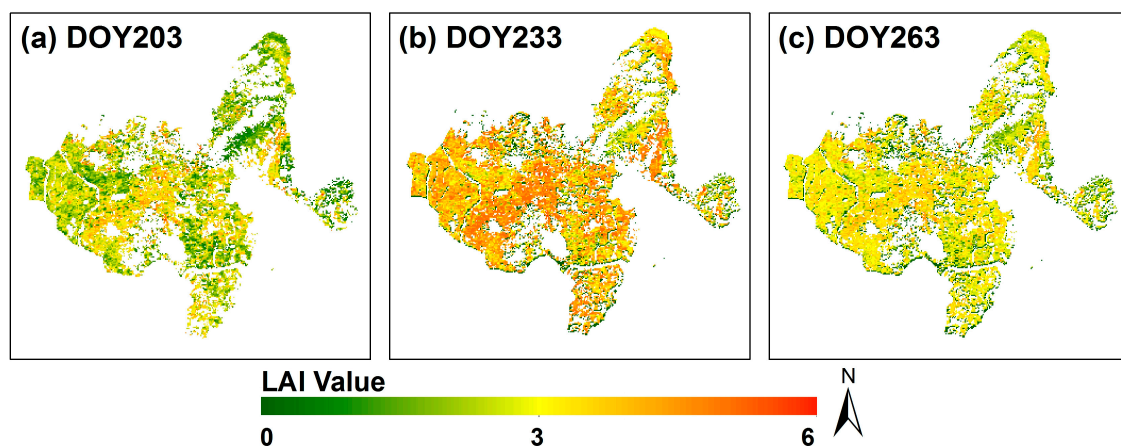 (a) DOY203
(b) DOY233
(c) DOY263
LAI Value
N
0 3 6